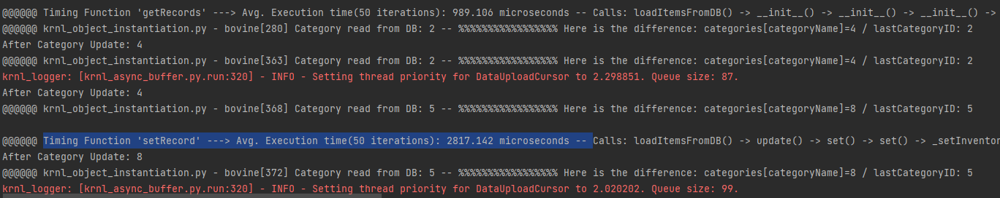 @@@@@@ Timing Function 'getRecords' ---> Avg. Execution time(50 iterations): 989.106 microseconds -- Calls: loadItemsFromDB() -> __init__() -> __init__() -> __init__() ->
@@@@@@ krnl_object_instantiation.py - bovine[280] Category read from DB: 2 -- %%%%%%%%%%%%%%%%% Here is the difference: categories[categoryName]=4 / lastCategoryID: 2
After Category Update: 4
@@@@@@ krnl_object_instantiation.py - bovine[363] Category read from DB: 2 -- %%%%%%%%%%%%%%%%% Here is the difference: categories[categoryName]=4 / lastCategoryID: 2
krnl_logger: [krnl_async_buffer.py.run:320] - INFO - Setting thread priority for DataUploadCursor to 2.298851. Queue size: 87.
After Category Update: 4
@@@@@@ krnl_object_instantiation.py - bovine[368] Category read from DB: 5 -- %%%%%%%%%%%%%%%%% Here is the difference: categories[categoryName]=8 / lastCategoryID: 5
@@@@@@ Timing Function 'setRecord' ---> Avg. Execution time(50 iterations): 2817.142 microseconds -- Calls: loadItemsFromDB() -> update() -> set() -> set() -> _setInventor
After Category Update: 8
@@@@@@ krnl_object_instantiation.py - bovine[372] Category read from DB: 5 -- %%%%%%%%%%%%%%%%% Here is the difference: categories[categoryName]=8 / lastCategoryID: 5
krnl_logger: [krnl_async_buffer.py.run:320] - INFO - Setting thread priority for DataUploadCursor to 2.020202. Queue size: 99.